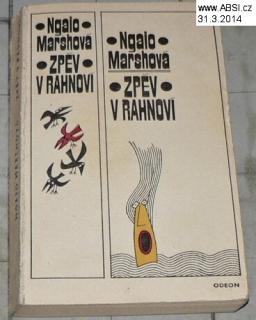 www.ABSI.cz
31.3.2014
Ngaio
Marshová
ZPĚV
V RÁHNOVÍ
Ngaio
Marshová
ZPĚV
V RÁHNOVÍ
ODEON